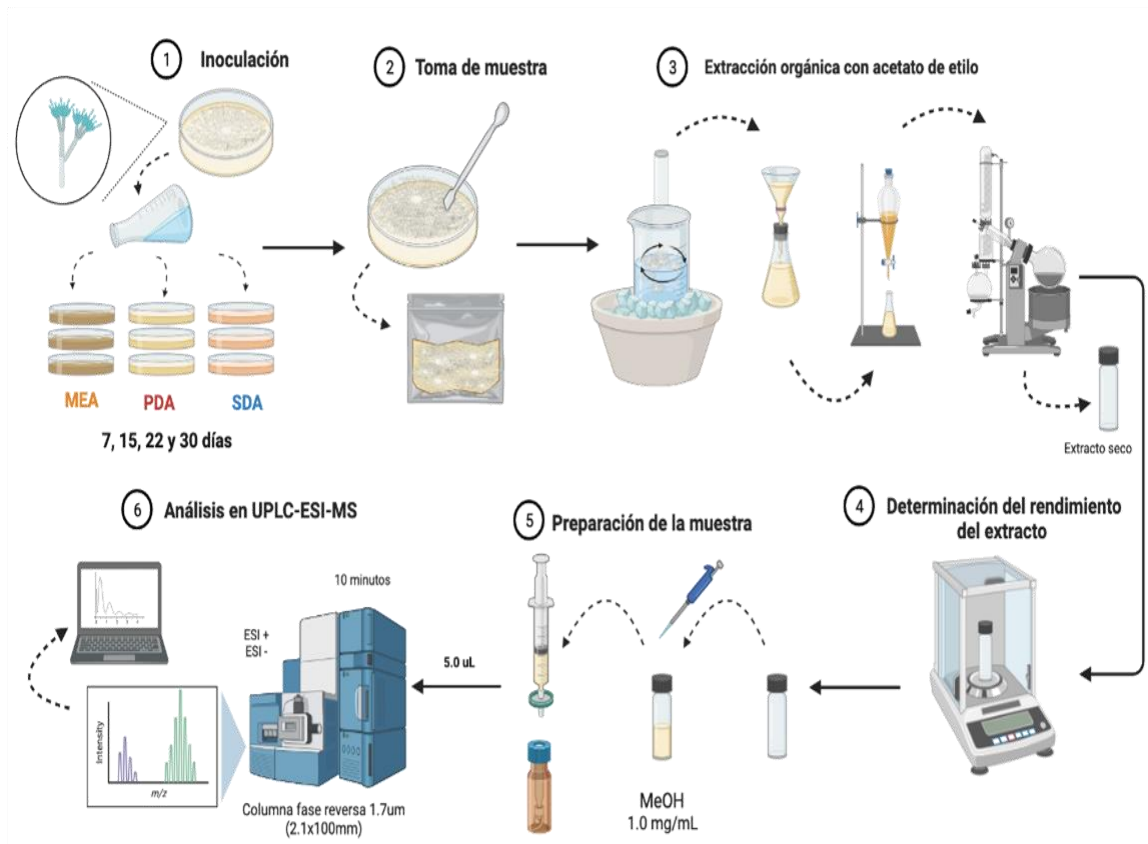 1 Inoculación
MEA PDA SDA
7, 15, 22 y 30 días
2 Toma de muestra
3 Extracción orgánica con acetato de etilo
Extracto seco
4 Determinación del rendimiento
del extracto
5 Preparación de la muestra
MeOH
1.0 mg/mL
5.0 uL
6 Análisis en UPLC-ESI-MS
10 minutos
ESI +
ESI -
Columna fase reversa 1.7um
(2.1x100mm)
Intensity
m/z